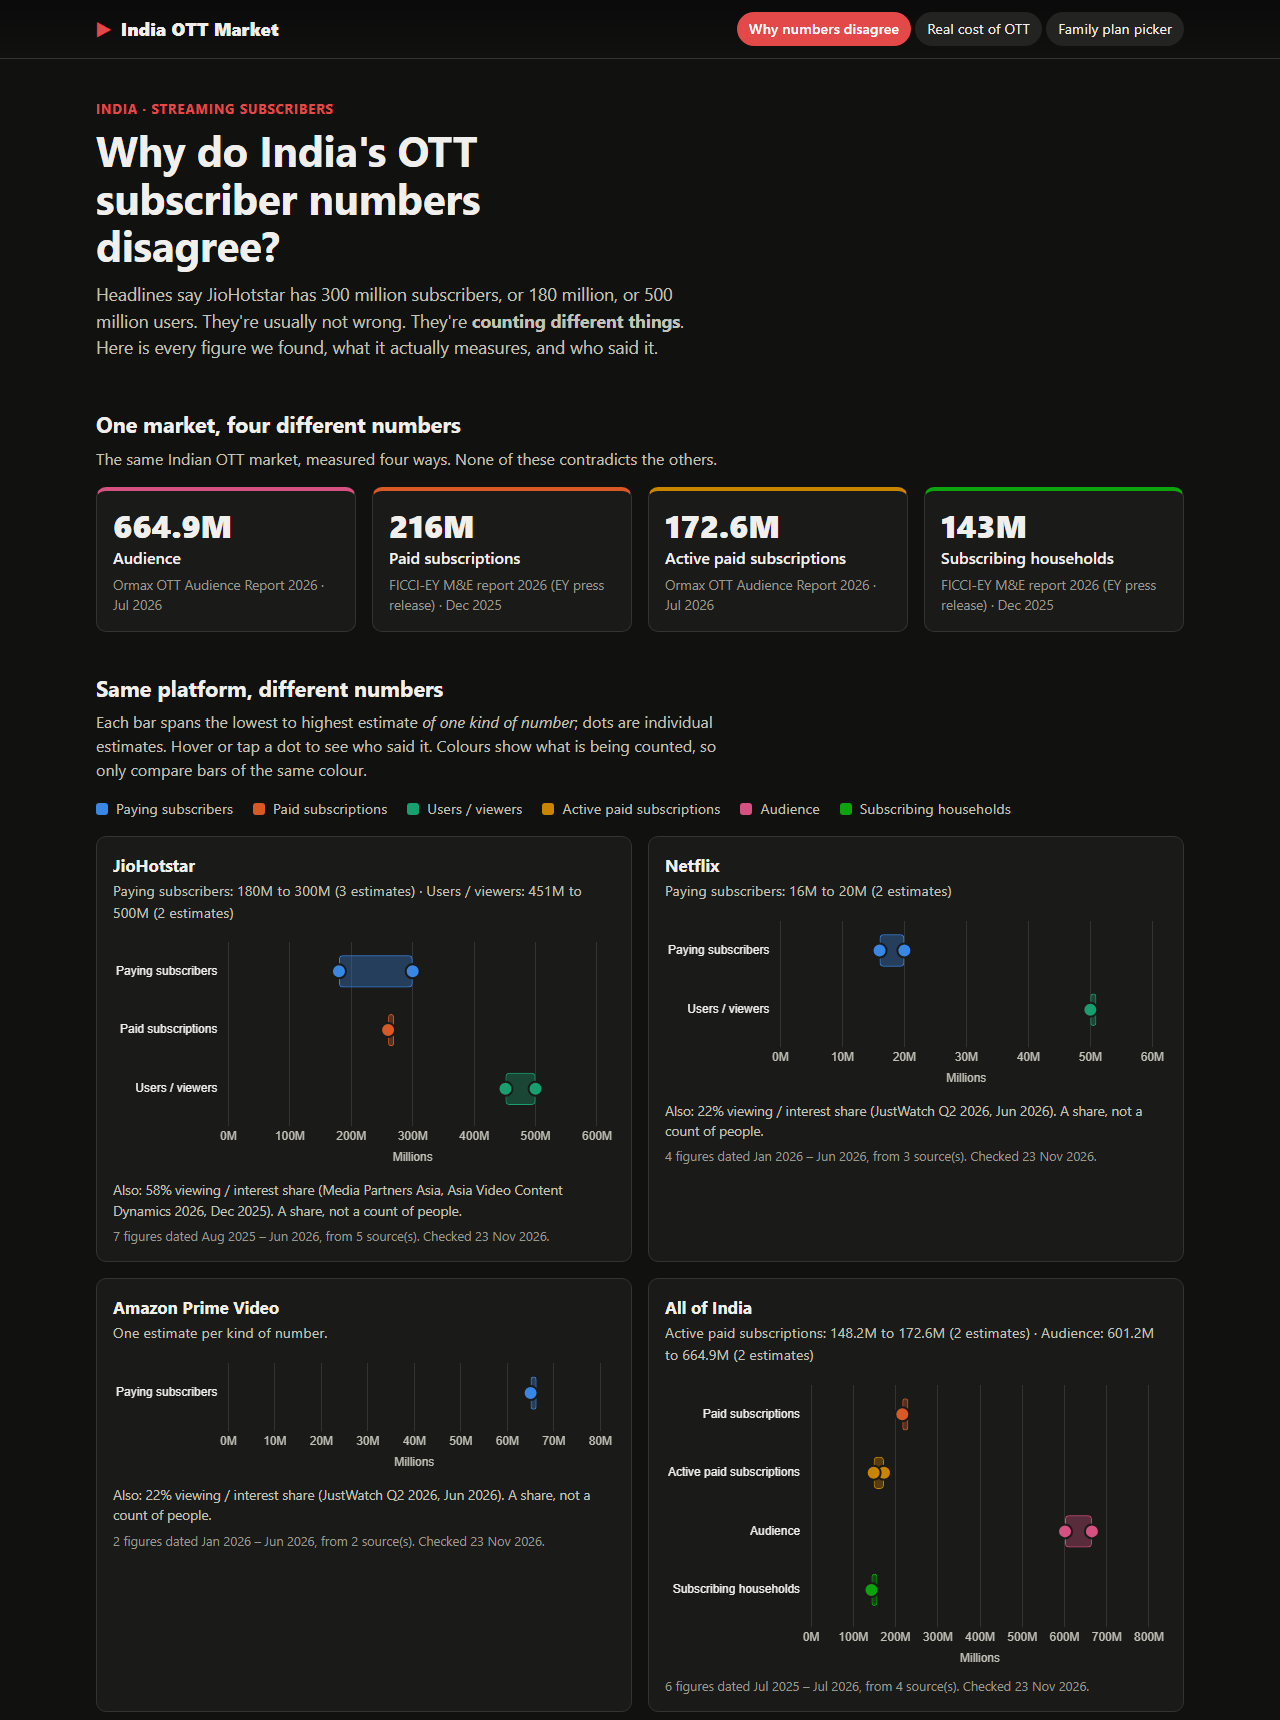 India OTT Market
Why numbers disagree
Real cost of OTT
Family plan picker
INDIA · STREAMING SUBSCRIBERS
Why do India's OTT
subscriber numbers
disagree?
Headlines say JioHotstar has 300 million subscribers, or 180 million, or 500
million users. They're usually not wrong. They're counting different things.
Here is every figure we found, what it actually measures, and who said it.
One market, four different numbers
The same Indian OTT market, measured four ways. None of these contradicts the others.
664.9M
Audience
Ormax OTT Audience Report 2026 ·
Jul 2026
216M
Paid subscriptions
FICCI-EY M&E report 2026 (EY press
release) · Dec 2025
172.6M
Active paid subscriptions
Ormax OTT Audience Report 2026 ·
Jul 2026
143M
Subscribing households
FICCI-EY M&E report 2026 (EY press
release) · Dec 2025
Same platform, different numbers
Each bar spans the lowest to highest estimate of one kind of number; dots are individual
estimates. Hover or tap a dot to see who said it. Colours show what is being counted, so
only compare bars of the same colour.
Paying subscribers Paid subscriptions Users / viewers Active paid subscriptions Audience Subscribing households
JioHotstar
Paying subscribers: 180M to 300M (3 estimates) · Users / viewers: 451M to
500M (2 estimates)
Paying subscribers
Paid subscriptions
Users / viewers
0M 100M 200M 300M 400M 500M 600M
Millions
Also: 58% viewing / interest share (Media Partners Asia, Asia Video Content
Dynamics 2026, Dec 2025). A share, not a count of people.
7 figures dated Aug 2025 – Jun 2026, from 5 source(s). Checked 23 Nov 2026.
Netflix
Paying subscribers: 16M to 20M (2 estimates)
Paying subscribers
Users / viewers
0M 10M 20M 30M 40M 50M 60M
Millions
Also: 22% viewing / interest share (JustWatch Q2 2026, Jun 2026). A share, not a
count of people.
4 figures dated Jan 2026 – Jun 2026, from 3 source(s). Checked 23 Nov 2026.
Amazon Prime Video
One estimate per kind of number.
Paying subscribers
0M 10M 20M 30M 40M 50M 60M 70M 80M
Millions
Also: 22% viewing / interest share (JustWatch Q2 2026, Jun 2026). A share, not a
count of people.
2 figures dated Jan 2026 – Jun 2026, from 2 source(s). Checked 23 Nov 2026.
All of India
Active paid subscriptions: 148.2M to 172.6M (2 estimates) · Audience: 601.2M
to 664.9M (2 estimates)
Paid subscriptions
Active paid subscriptions
Audience
Subscribing households
0M 100M 200M 300M 400M 500M 600M 700M 800M
Millions
6 figures dated Jul 2025 – Jul 2026, from 4 source(s). Checked 23 Nov 2026.